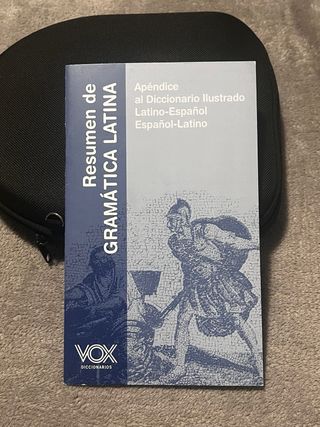 Resumen de
GRAMÁTICA LATINA
Apéndice
al Diccionario Ilustrado
Latino-Español
Español-Latino
VOX
DICCIONARIOS